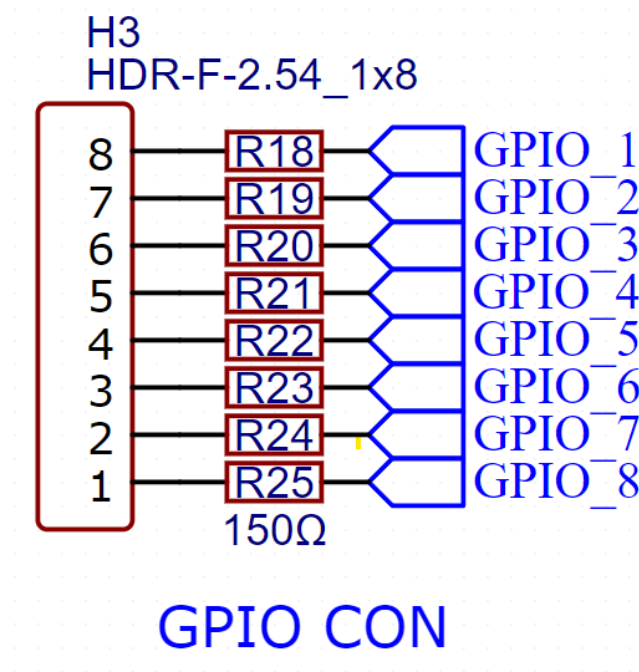 H3
HDR-F-2.54_1x8
8 R18 GPIO_1
7 R19 GPIO_2
6 R20 GPIO_3
5 R21 GPIO_4
4 R22 GPIO_5
3 R23 GPIO_6
2 R24 GPIO_7
1 R25 GPIO_8
150Ω
GPIO CON